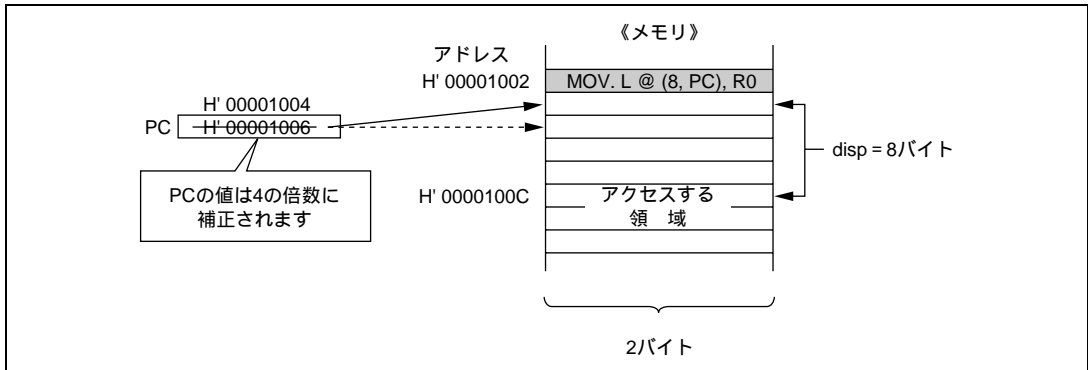 《メモリ》
アドレス
H' 00001002
MOV. L @ (8, PC), R0
H' 00001004
PC
H' 00001006
disp = 8バイト
PCの値は4の倍数に
補正されます
H' 0000100C
アクセスする
領　域
2バイト